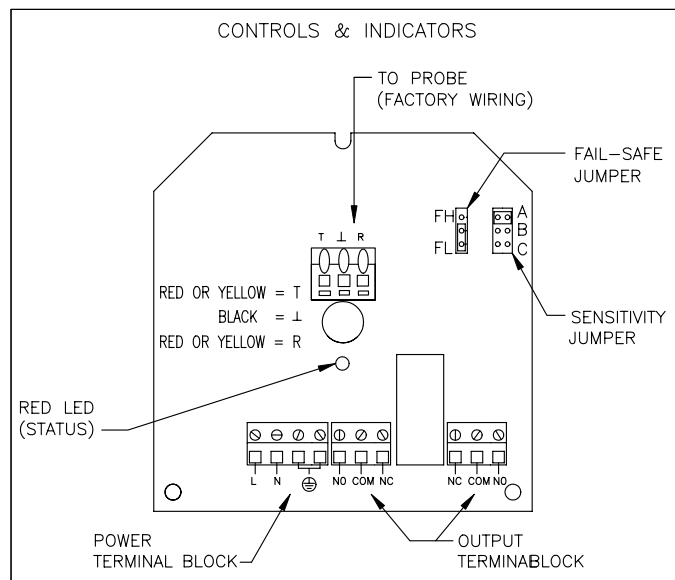 CONTROLS & INDICATORS
TO PROBE
(FACTORY WIRING)
FAIL-SAFE
JUMPER
FH
FL
A
B
C
T ⊥ R
RED OR YELLOW = T
BLACK = ⊥
RED OR YELLOW = R
SENSITIVITY
JUMPER
RED LED
(STATUS)
L N ⏚ NO COM NC NC COM NO
POWER
TERMINAL BLOCK
OUTPUT
TERMINABLOCK